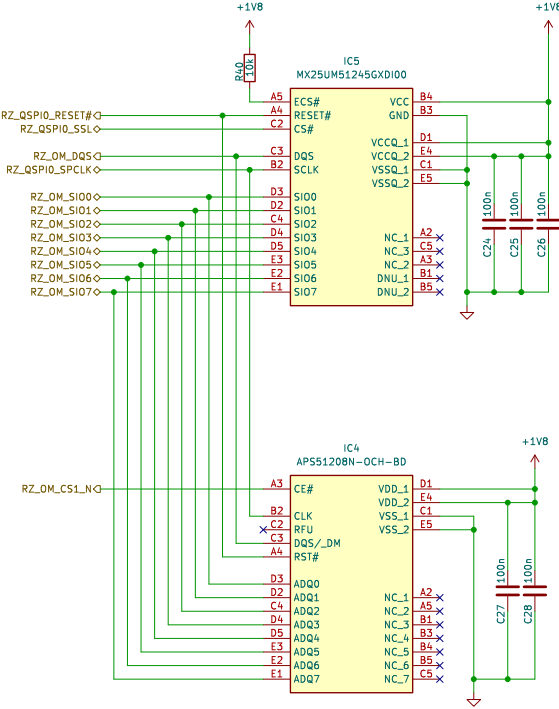 +1V8
+1V8
R40
10k
IC5
MX25UM51245GXDI00
A5 ECS# VCC B4
RZ_QSPI0_RESET# A4 RESET# GND B3
RZ_QSPI0_SSL C2 CS#
VCCQ_1 D1
RZ_OM_DQS C3 DQS VCCQ_2 E4
RZ_QSPI0_SPCLK B2 SCLK VSSQ_1 C1
VSSQ_2 E5
RZ_OM_SIO0 D3 SIO0
RZ_OM_SIO1 D2 SIO1
RZ_OM_SIO2 C4 SIO2
RZ_OM_SIO3 D4 SIO3 NC_1 A2
RZ_OM_SIO4 D5 SIO4 NC_3 C5
RZ_OM_SIO5 E3 SIO5 NC_2 A3
RZ_OM_SIO6 E2 SIO6 DNU_1 B1
RZ_OM_SIO7 E1 SIO7 DNU_2 B5
100n 100n 100n
C24 C25 C26
+1V8
IC4
APS51208N-OCH-BD
RZ_OM_CS1_N A3 CE# VDD_1 D1
VDD_2 E4
B2 CLK VSS_1 C1
C2 RFU VSS_2 E5
C3 DQS/_DM
A4 RST#
D3 ADQ0
D2 ADQ1 NC_1 A2
C4 ADQ2 NC_2 A5
D4 ADQ3 NC_3 B1
D5 ADQ4 NC_4 B3
E3 ADQ5 NC_5 B4
E2 ADQ6 NC_6 B5
E1 ADQ7 NC_7 C5
100n 100n
C27 C28